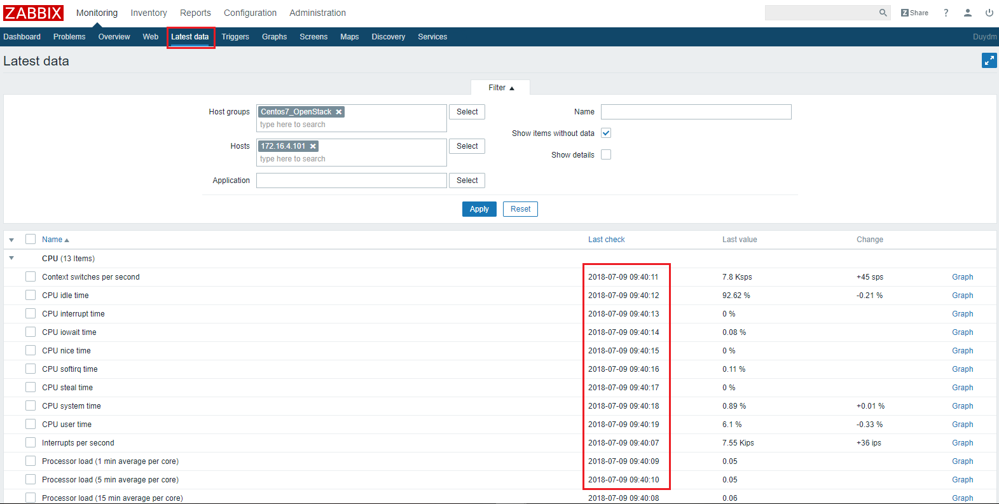 ZABBIX Monitoring Inventory Reports Configuration Administration Z Share ?
Dashboard Problems Overview Web Latest data Triggers Graphs Screens Maps Discovery Services Duydm
Latest data
Filter
Host groups Centos7_OpenStack × Select Name
type here to search
Show items without data
Hosts 172.16.4.101 × Select
type here to search
Show details
Application Select
Apply Reset
Name Last check Last value Change
CPU (13 Items)
Context switches per second 2018-07-09 09:40:11 7.8 Ksps +45 sps Graph
CPU idle time 2018-07-09 09:40:12 92.62 % -0.21 % Graph
CPU interrupt time 2018-07-09 09:40:13 0 % Graph
CPU iowait time 2018-07-09 09:40:14 0.08 % Graph
CPU nice time 2018-07-09 09:40:15 0 % Graph
CPU softirq time 2018-07-09 09:40:16 0.11 % Graph
CPU steal time 2018-07-09 09:40:17 0 % Graph
CPU system time 2018-07-09 09:40:18 0.89 % +0.01 % Graph
CPU user time 2018-07-09 09:40:19 6.1 % -0.33 % Graph
Interrupts per second 2018-07-09 09:40:07 7.55 Kips +36 ips Graph
Processor load (1 min average per core) 2018-07-09 09:40:09 0.05 Graph
Processor load (5 min average per core) 2018-07-09 09:40:10 0.05 Graph
Processor load (15 min average per core) 2018-07-09 09:40:08 0.06 Graph